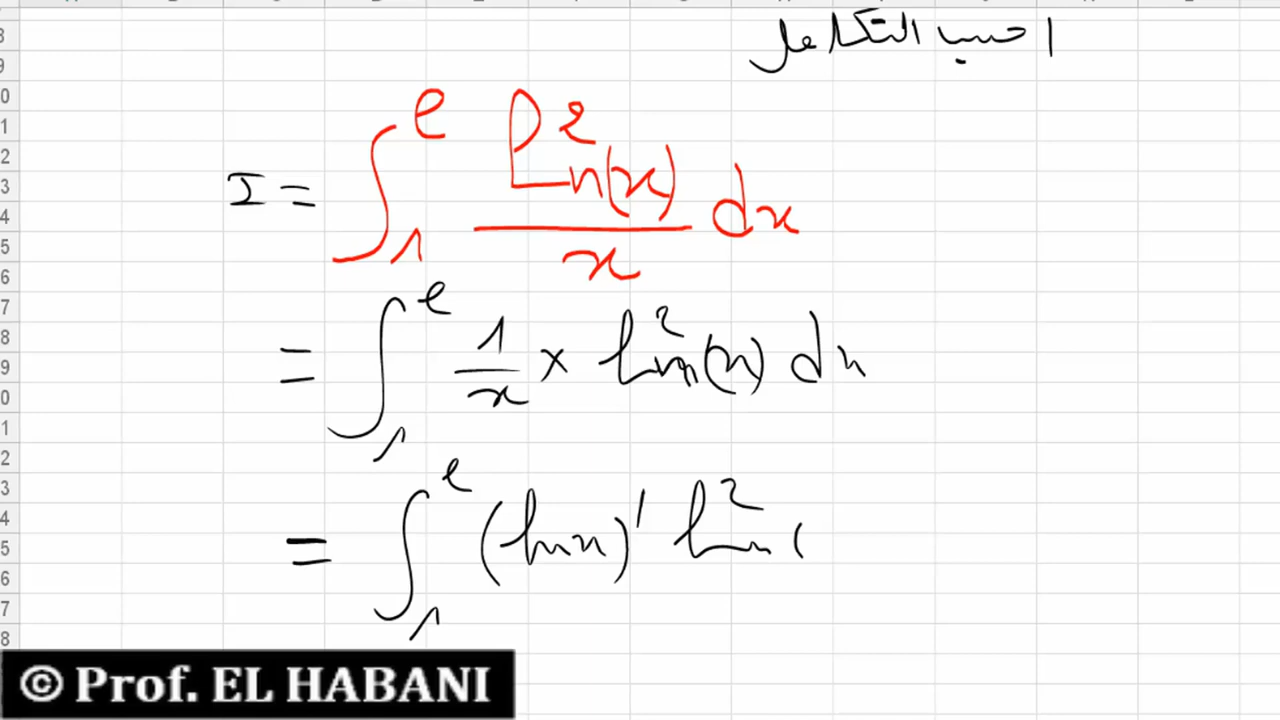 احسب التكامل
I = ∫₁ᵉ ln²(x)/x dx
= ∫₁ᵉ 1/x × ln²(x) dx
= ∫₁ᵉ (ln x)' ln² (
© Prof. EL HABANI